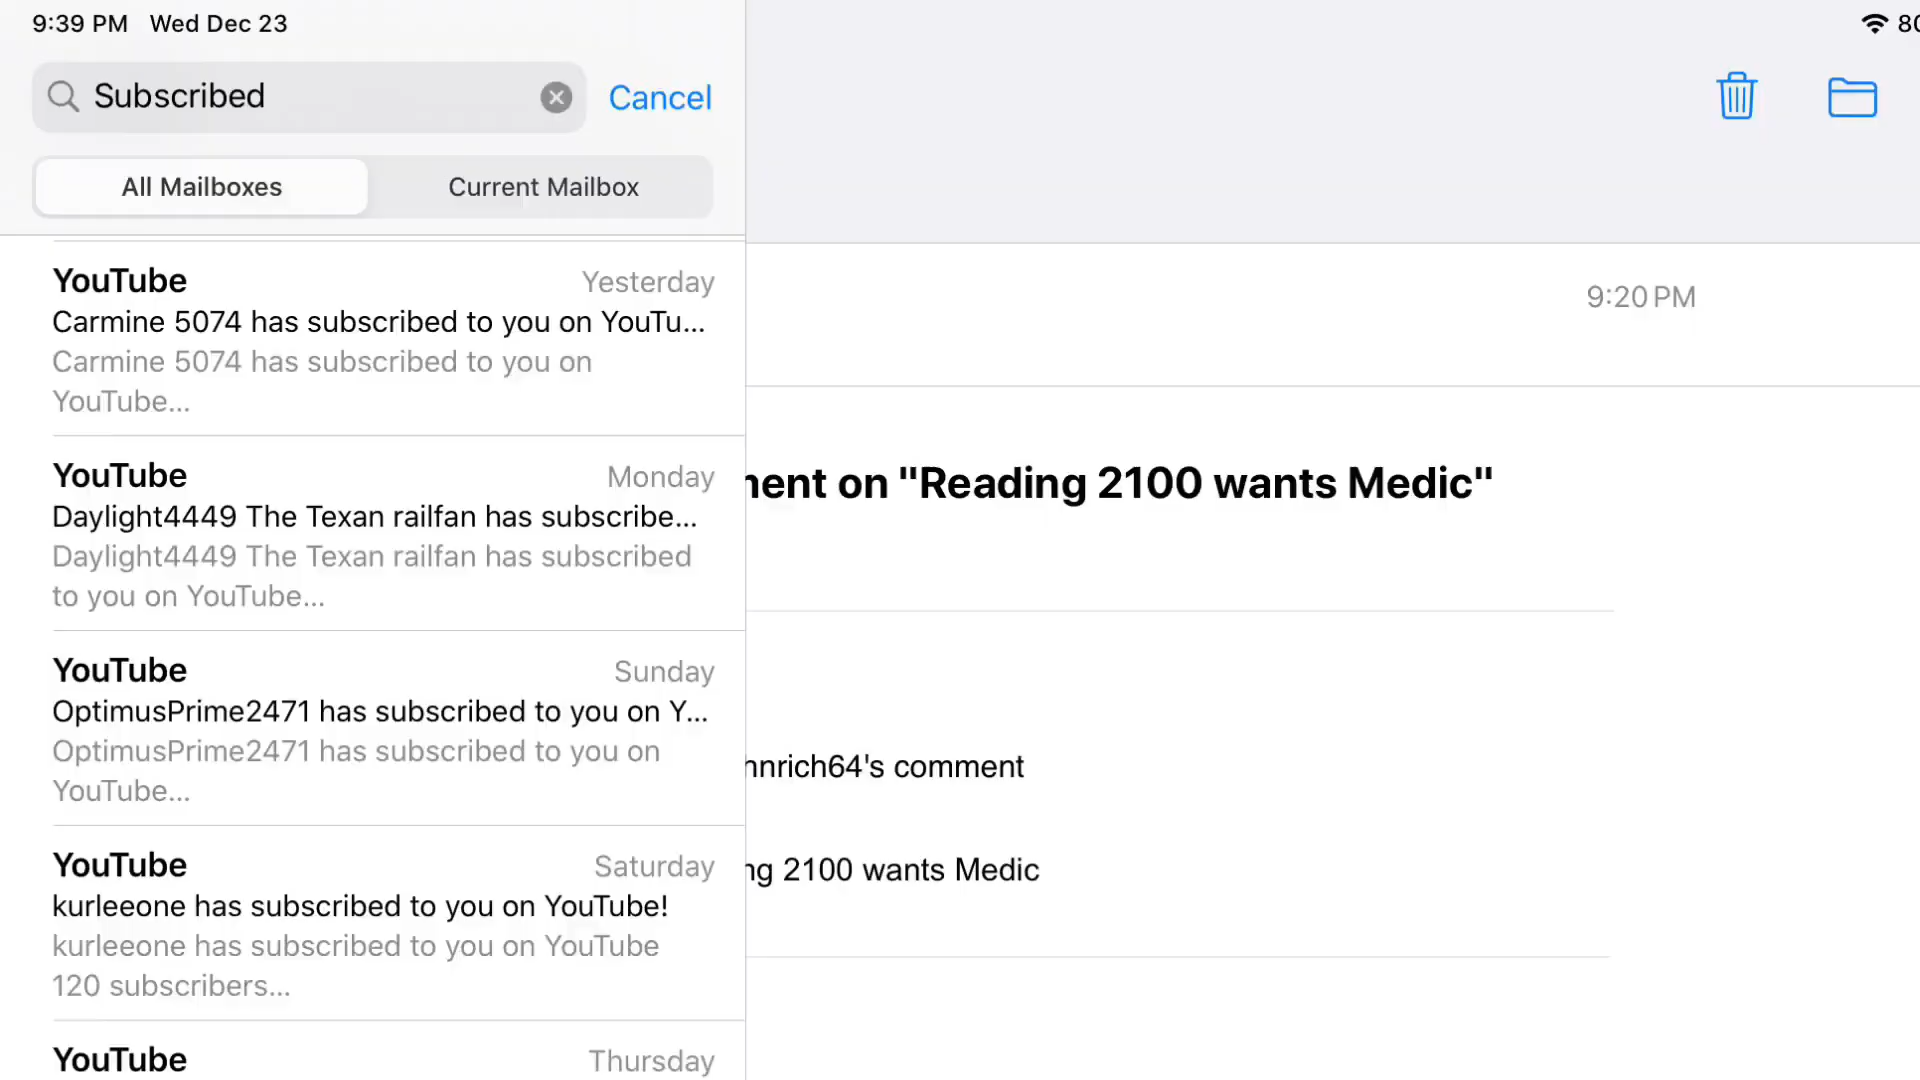 9:39 PM Wed Dec 23
80
Subscribed
Cancel
All Mailboxes
Current Mailbox
YouTube
Yesterday
Carmine 5074 has subscribed to you on YouTu...
Carmine 5074 has subscribed to you on
YouTube...
YouTube
Monday
Daylight4449 The Texan railfan has subscribe...
Daylight4449 The Texan railfan has subscribed
to you on YouTube...
YouTube
Sunday
OptimusPrime2471 has subscribed to you on Y...
OptimusPrime2471 has subscribed to you on
YouTube...
YouTube
Saturday
kurleeone has subscribed to you on YouTube!
kurleeone has subscribed to you on YouTube
120 subscribers...
YouTube
Thursday
9:20 PM
ment on "Reading 2100 wants Medic"
hnrich64's comment
ng 2100 wants Medic